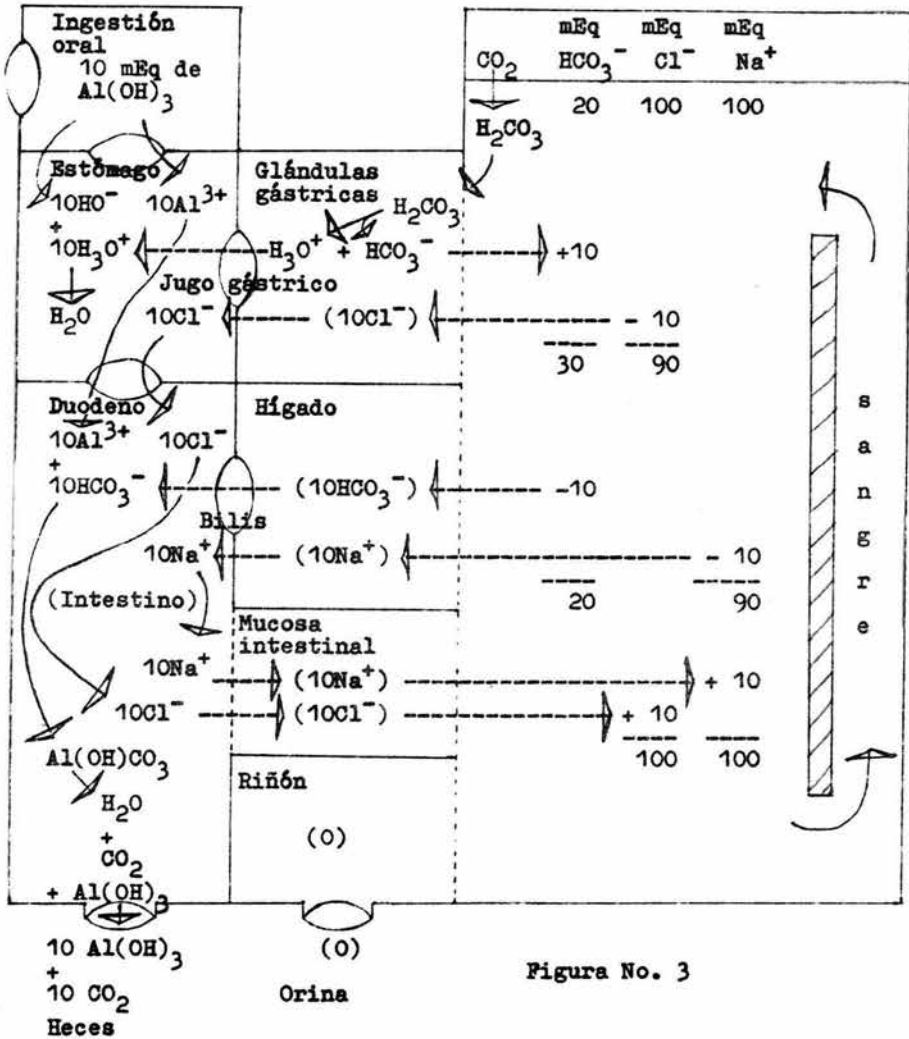 Ingestión
oral
10 mEq de
Al(OH)3
mEq mEq mEq
CO2 HCO3- Cl- Na+
20 100 100
H2CO3
Estómago
10HO- 10Al3+
+
10H3O+
H2O
Glándulas
gástricas
H2CO3
H3O+ + HCO3- +10
Jugo gástrico
10Cl- (10Cl-) - 10
30 90
Duodeno
10Al3+ 10Cl-
+
10HCO3-
Hígado
(10HCO3-) -10
Bilis
10Na+ (10Na+) - 10
20 90
(Intestino)
Mucosa
intestinal
10Na+ (10Na+) + 10
10Cl- (10Cl-) + 10
100 100
Al(OH)CO3
H2O
+
CO2
+ Al(OH)3
Riñón
(0)
sangre
10 Al(OH)3
+
10 CO2
Heces
(0)
Orina
Figura No. 3